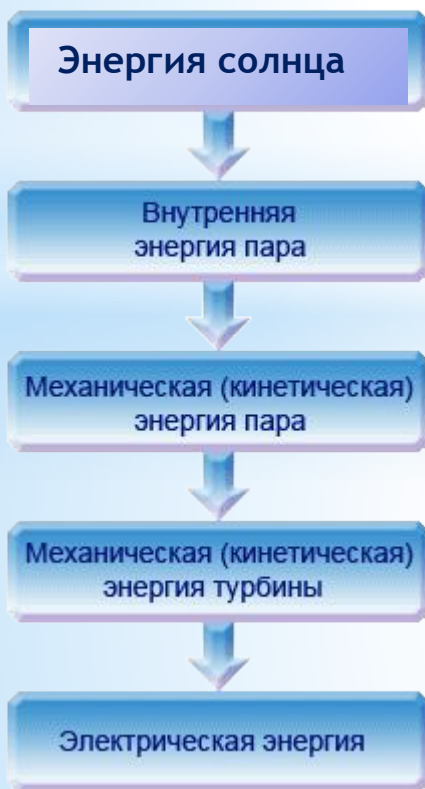 Энергия солнца
Внутренняя
энергия пара
Механическая (кинетическая)
энергия пара
Механическая (кинетическая)
энергия турбины
Электрическая энергия